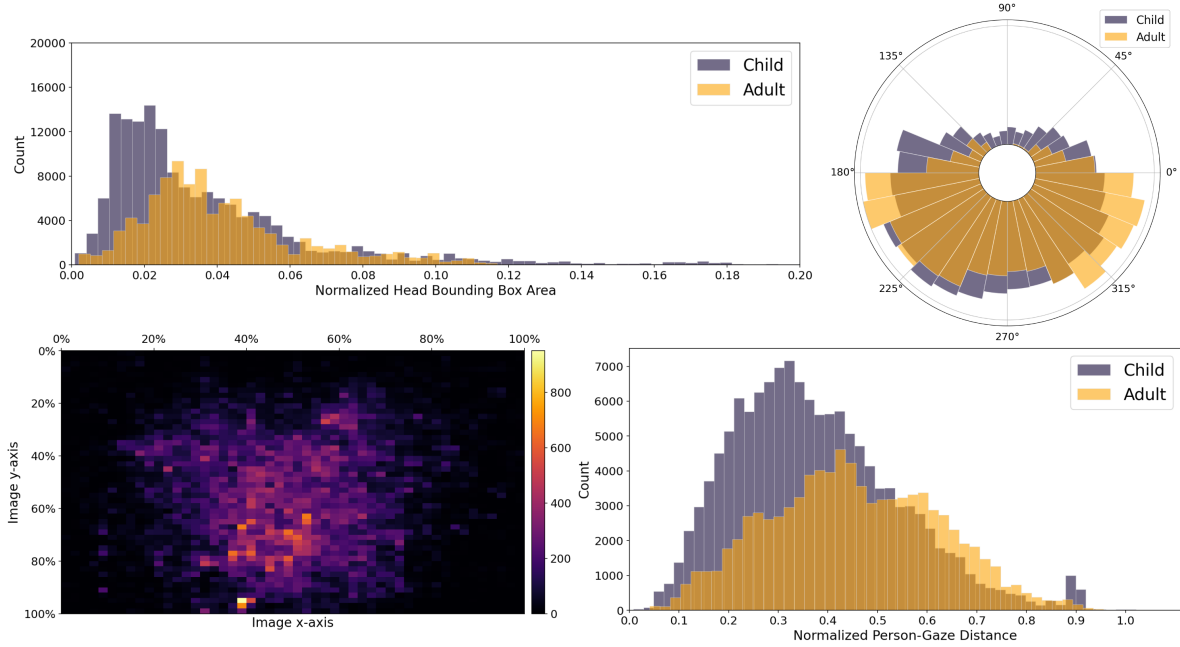 20000
16000
12000
8000
4000
0
Count
0.00 0.02 0.04 0.06 0.08 0.10 0.12 0.14 0.16 0.18 0.20
Normalized Head Bounding Box Area
Child
Adult
90°
45°
0°
315°
270°
225°
180°
135°
Child
Adult
0% 20% 40% 60% 80% 100%
0%
20%
40%
60%
80%
100%
Image y-axis
Image x-axis
800
600
400
200
0
7000
6000
5000
4000
3000
2000
1000
0
Count
0.0 0.1 0.2 0.3 0.4 0.5 0.6 0.7 0.8 0.9 1.0
Normalized Person-Gaze Distance
Child
Adult